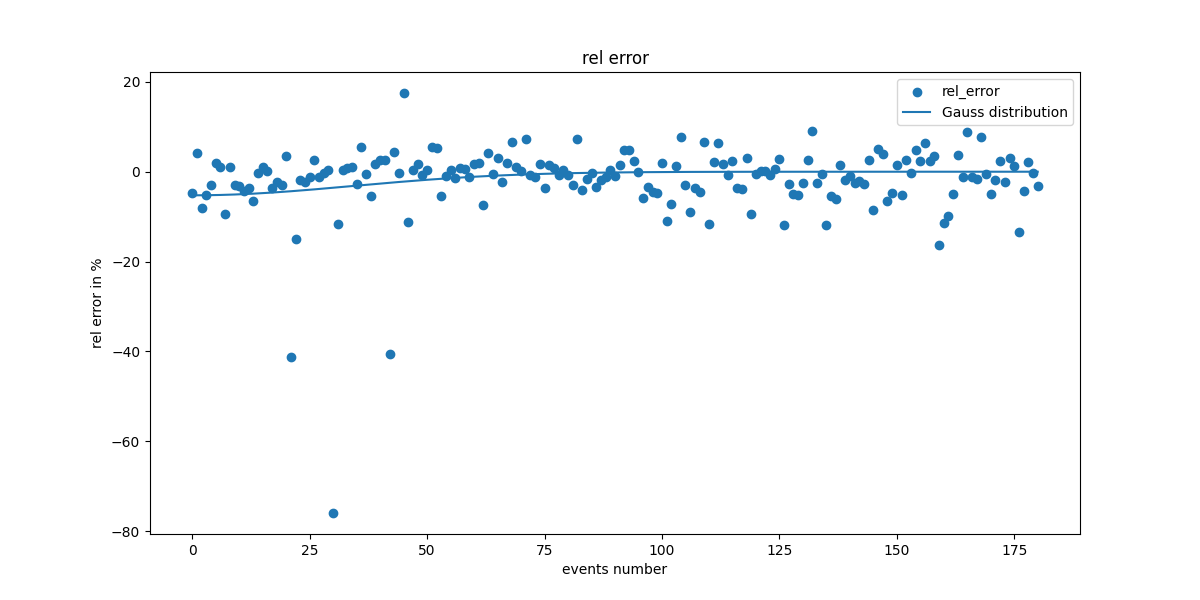 rel error
rel_error
Gauss distribution
20
0
−20
−40
−60
−80
rel error in %
0 25 50 75 100 125 150 175
events number